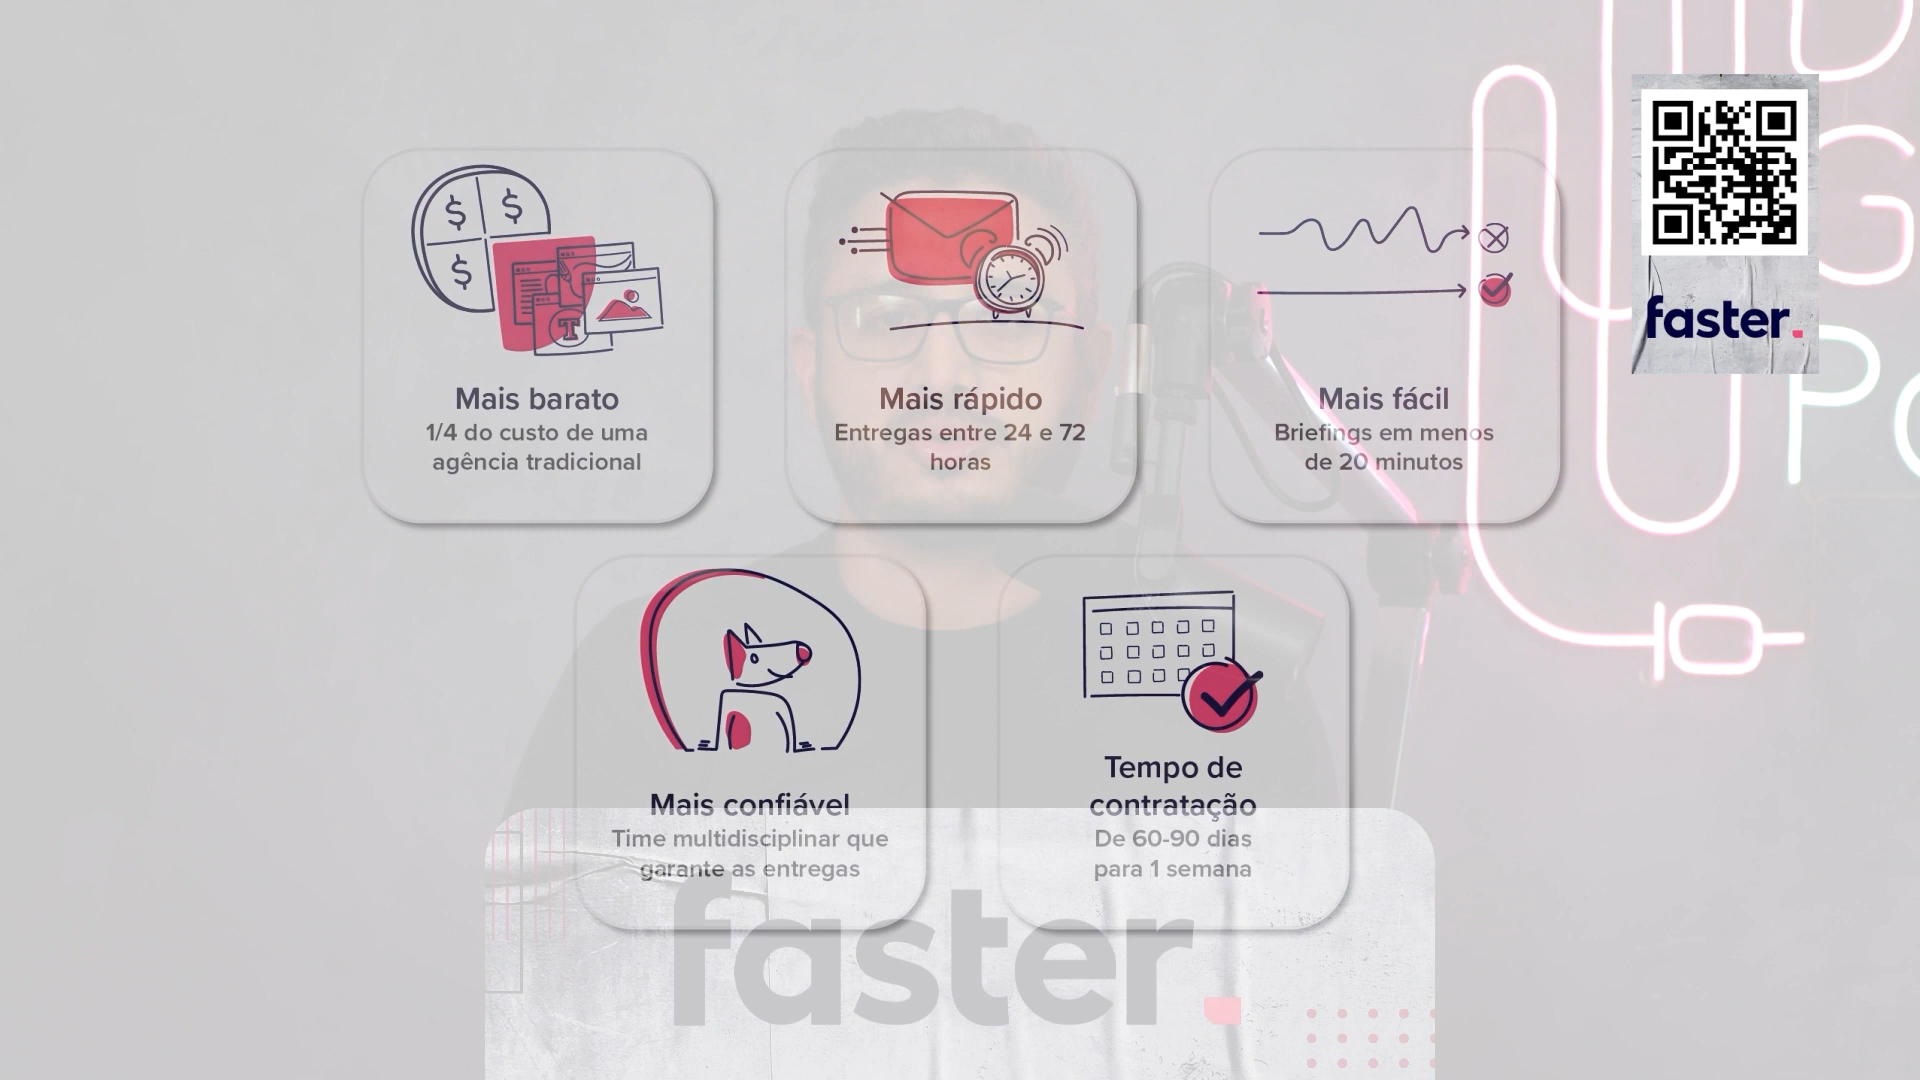 Mais barato
1/4 do custo de uma
agência tradicional
Mais rápido
Entregas entre 24 e 72
horas
Mais fácil
Briefings em menos
de 20 minutos
faster.
Mais confiável
Time multidisciplinar que
garante as entregas
Tempo de
contratação
De 60-90 dias
para 1 semana
faster.